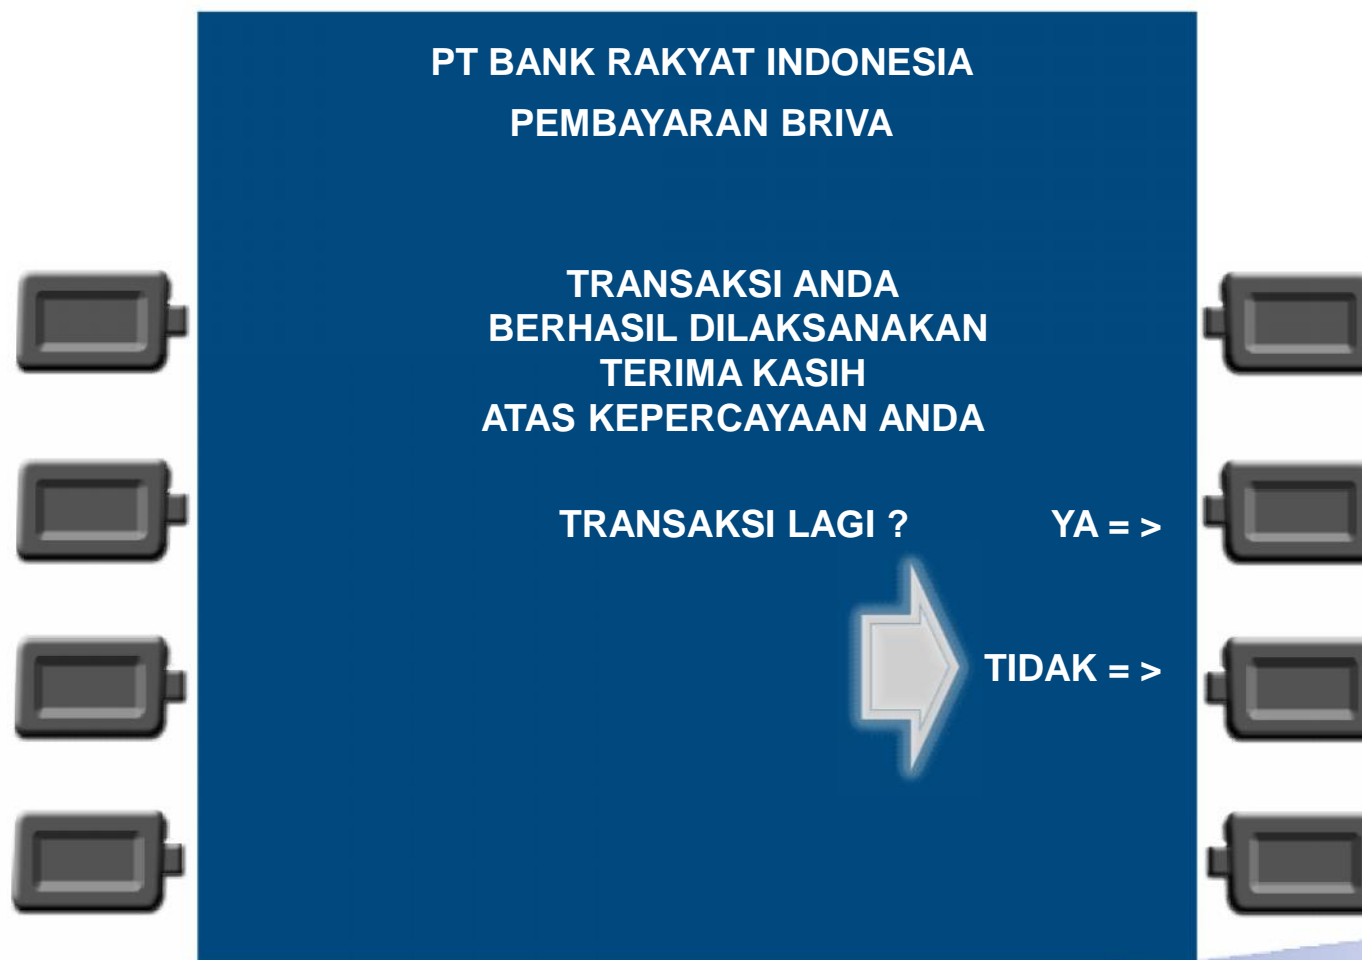 PT BANK RAKYAT INDONESIA
PEMBAYARAN BRIVA
TRANSAKSI ANDA
BERHASIL DILAKSANAKAN
TERIMA KASIH
ATAS KEPERCAYAAN ANDA
TRANSAKSI LAGI ? YA = >
TIDAK = >